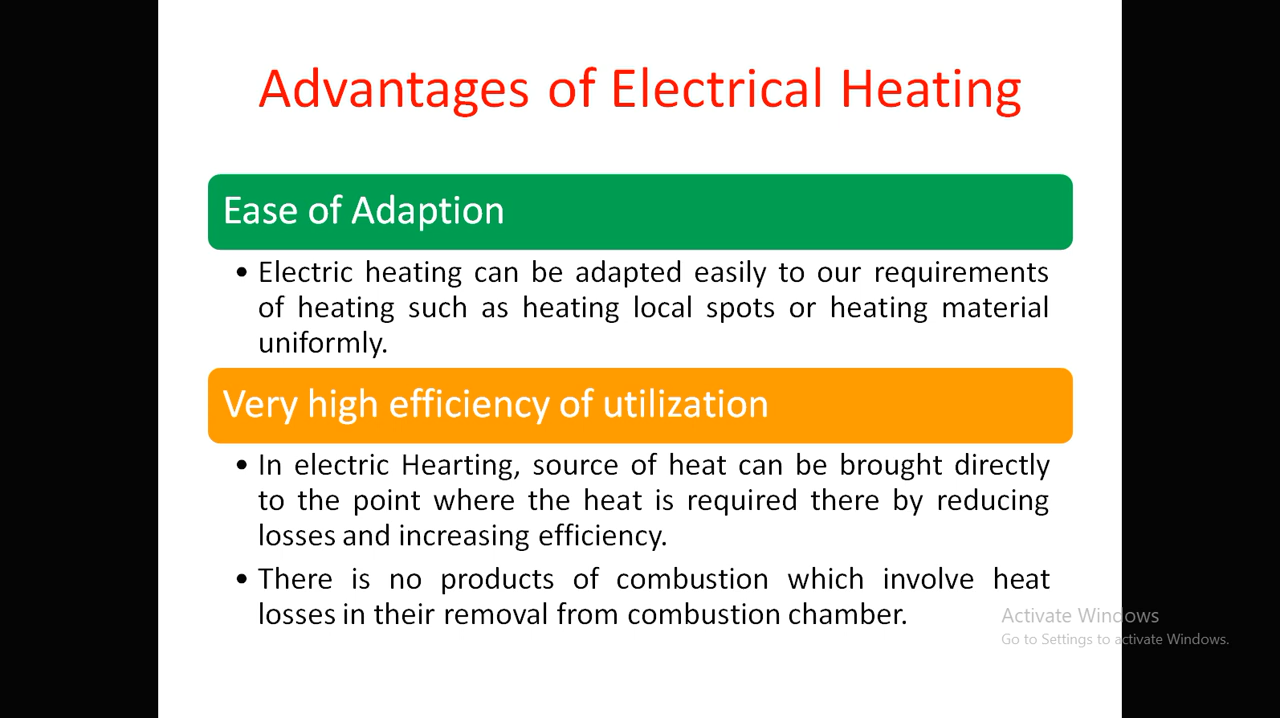 Advantages of Electrical Heating
Ease of Adaption
• Electric heating can be adapted easily to our requirements
of heating such as heating local spots or heating material
uniformly.
Very high efficiency of utilization
• In electric Hearting, source of heat can be brought directly
to the point where the heat is required there by reducing
losses and increasing efficiency.
• There is no products of combustion which involve heat
losses in their removal from combustion chamber.
Activate Windows
Go to Settings to activate Windows.